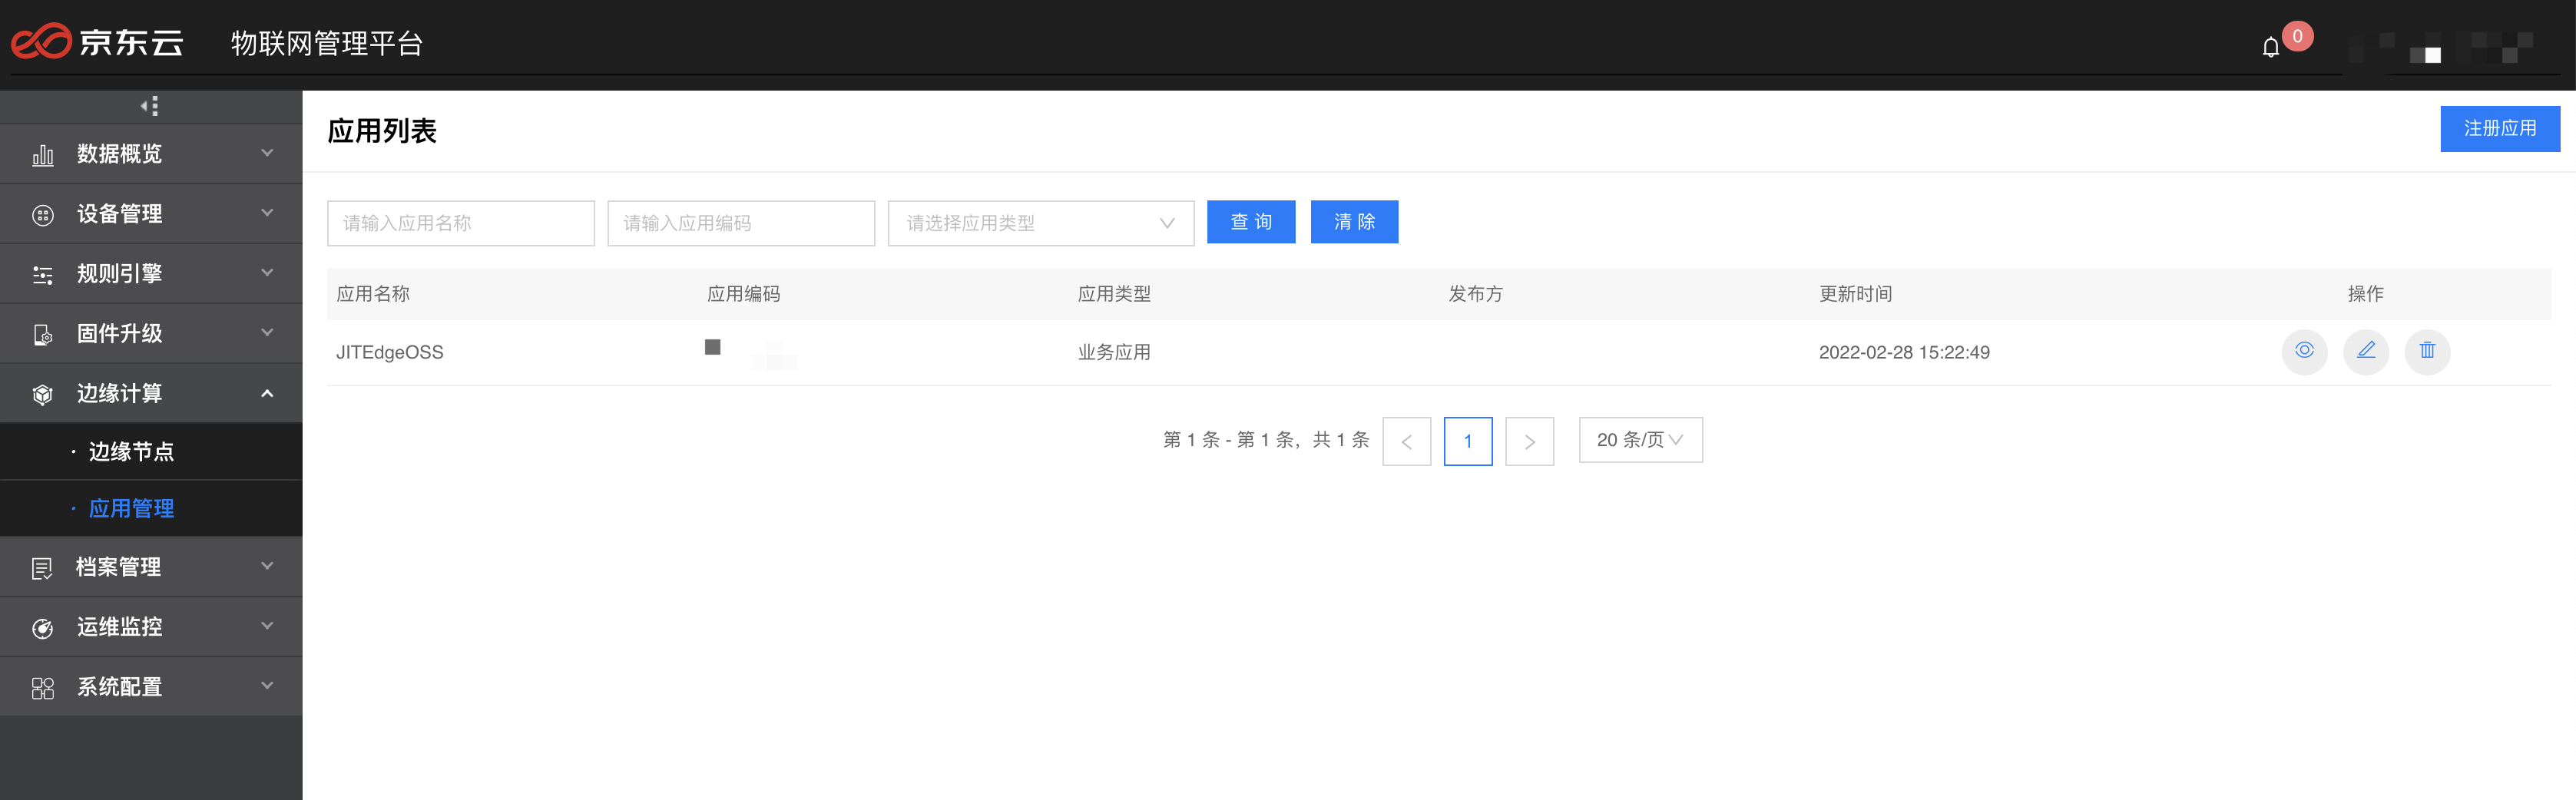 京东云 物联网管理平台 0
应用列表 注册应用
数据概览
设备管理
规则引擎
固件升级
边缘计算
· 边缘节点
· 应用管理
档案管理
运维监控
系统配置
请输入应用名称 请输入应用编码 请选择应用类型 查 询 清 除
应用名称 应用编码 应用类型 发布方 更新时间 操作
JITEdgeOSS 业务应用 2022-02-28 15:22:49
第 1 条 - 第 1 条，共 1 条 < 1 > 20 条/页